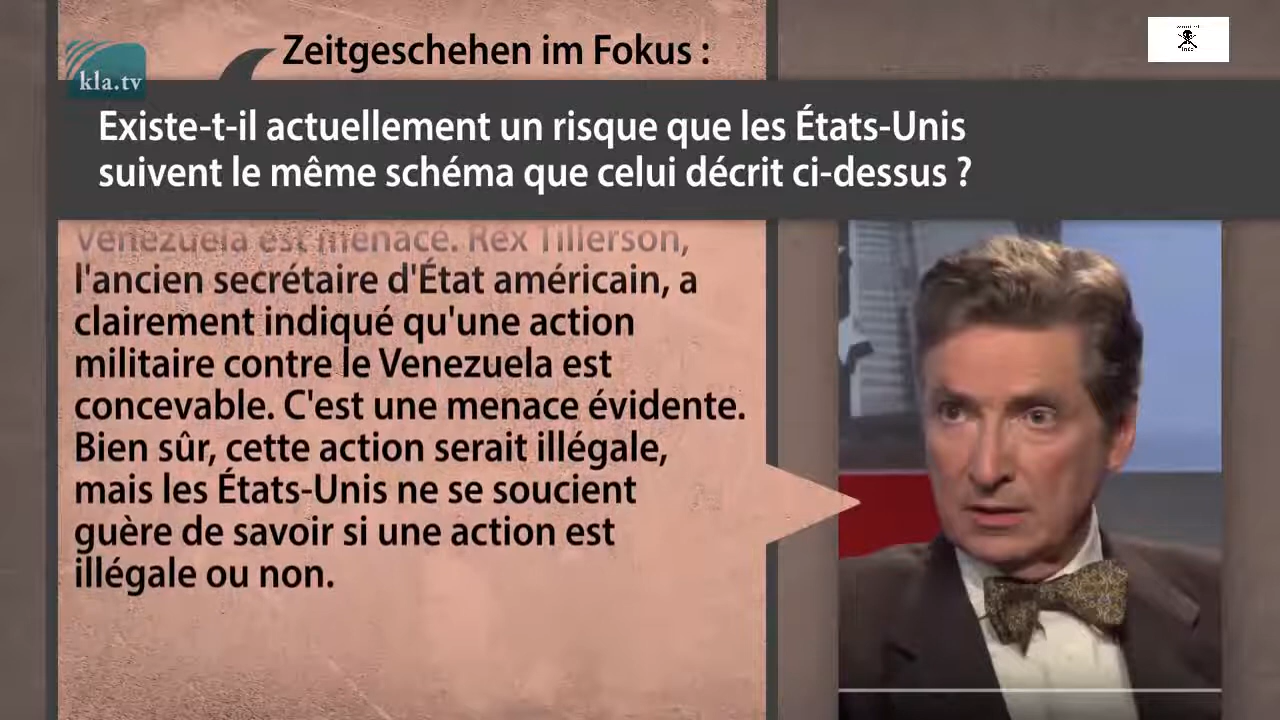 Zeitgeschehen im Fokus :
kla.tv
Existe-t-il actuellement un risque que les États-Unis
suivent le même schéma que celui décrit ci-dessus ?
Venezuela est menacé. Rex Tillerson,
l'ancien secrétaire d'État américain, a
clairement indiqué qu'une action
militaire contre le Venezuela est
concevable. C'est une menace évidente.
Bien sûr, cette action serait illégale,
mais les États-Unis ne se soucient
guère de savoir si une action est
illégale ou non.